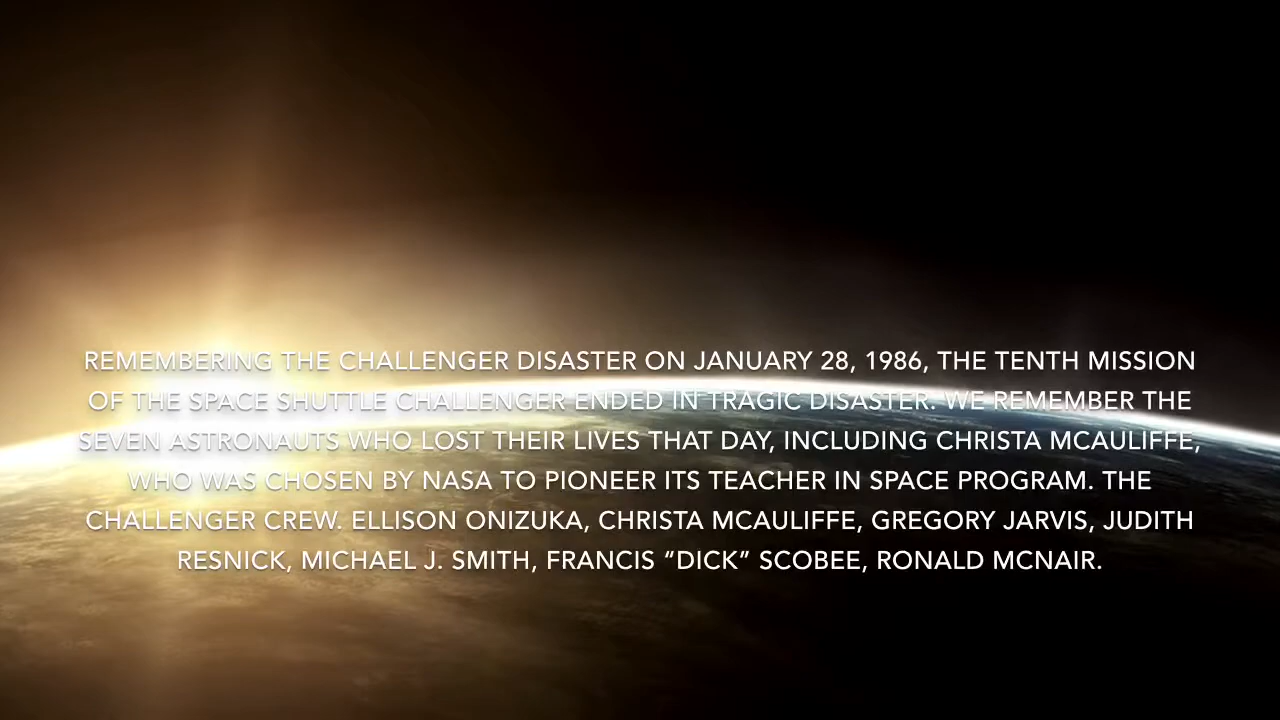 REMEMBERING THE CHALLENGER DISASTER ON JANUARY 28, 1986, THE TENTH MISSION
OF THE SPACE SHUTTLE CHALLENGER ENDED IN TRAGIC DISASTER. WE REMEMBER THE
SEVEN ASTRONAUTS WHO LOST THEIR LIVES THAT DAY, INCLUDING CHRISTA MCAULIFFE,
WHO WAS CHOSEN BY NASA TO PIONEER ITS TEACHER IN SPACE PROGRAM. THE
CHALLENGER CREW. ELLISON ONIZUKA, CHRISTA MCAULIFFE, GREGORY JARVIS, JUDITH
RESNICK, MICHAEL J. SMITH, FRANCIS “DICK” SCOBEE, RONALD MCNAIR.